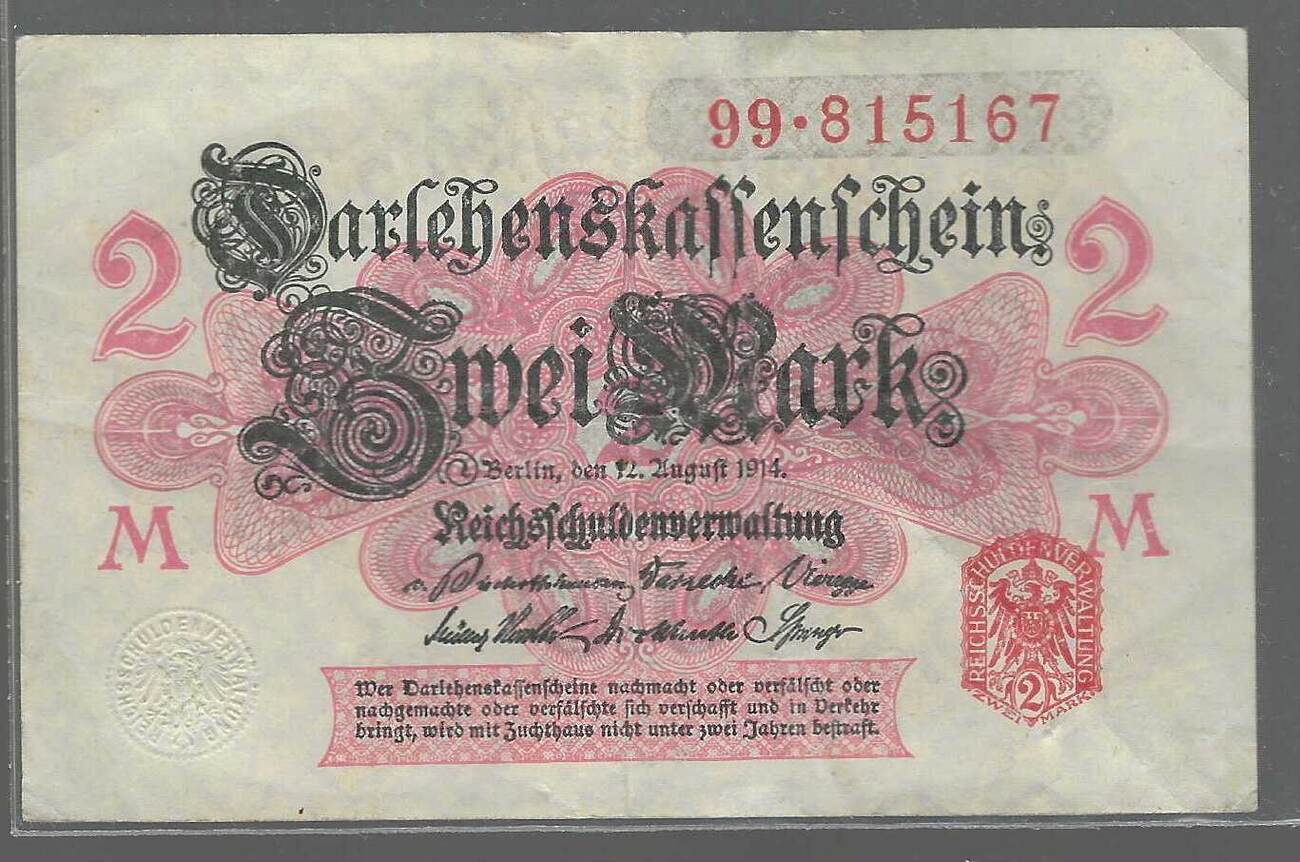 99·815167
Darlehenskassenschein
2 2
Zwei Mark
Berlin, den 12. August 1914.
Reichsschuldenverwaltung
M M
REICHSSCHULDENVERWALTUNG
REICHSSCHULDENVERWALTUNG
2
ZWEI MARK
Wer Darlehenskassenscheine nachmacht oder verfälscht oder
nachgemachte oder verfälschte sich verschafft und in Verkehr
bringt, wird mit Zuchthaus nicht unter zwei Jahren bestraft.